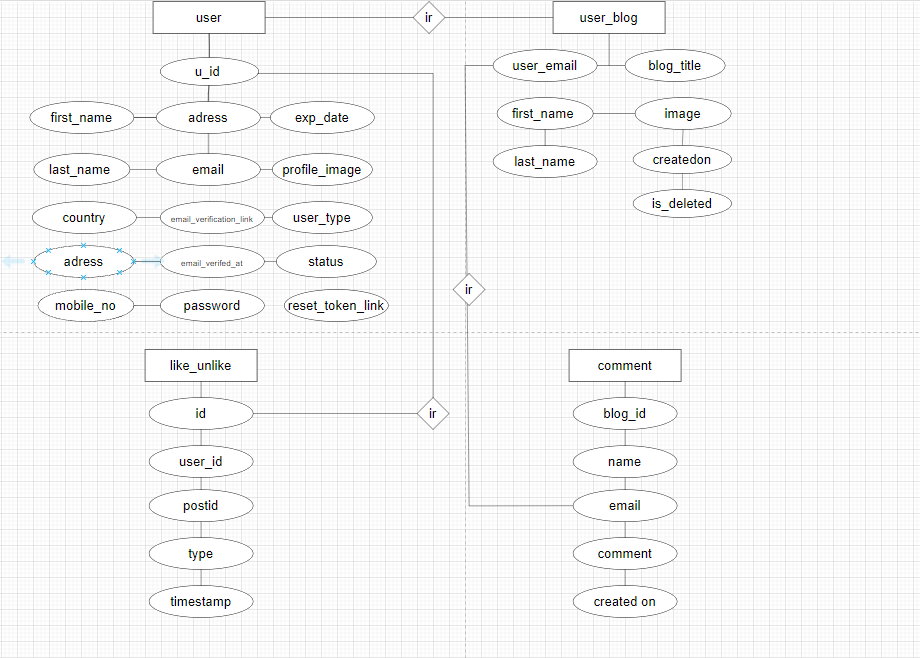 user
ir
user_blog
u_id
user_email
blog_title
first_name
adress
exp_date
first_name
image
last_name
email
profile_image
last_name
createdon
country
email_verification_link
user_type
is_deleted
adress
email_verifed_at
status
mobile_no
password
reset_token_link
ir
like_unlike
comment
id
ir
blog_id
user_id
name
postid
email
type
comment
timestamp
created on